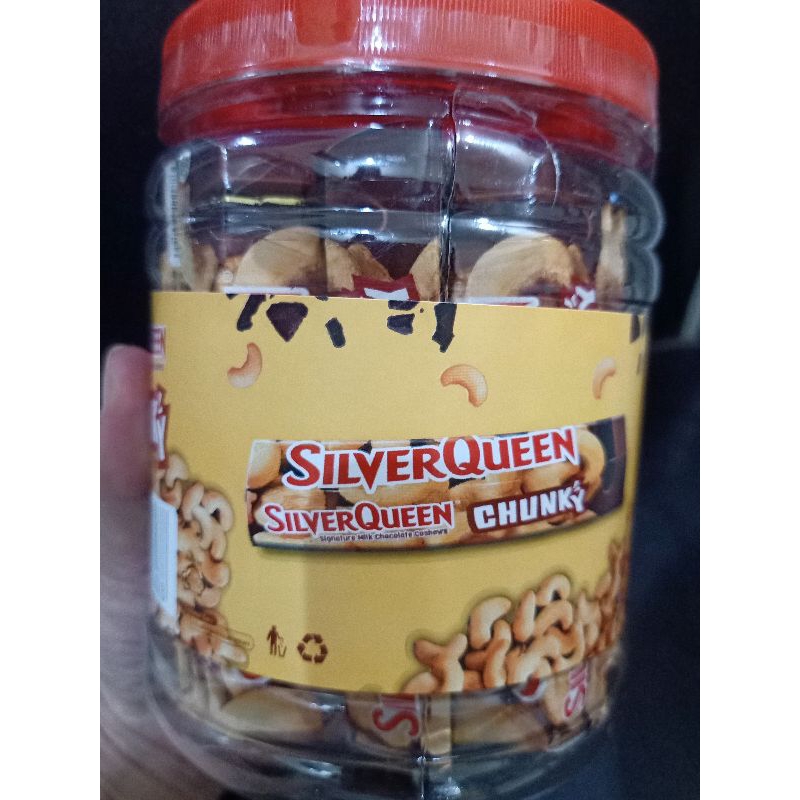 SILVERQUEEN
SILVERQUEEN CHUNKY
Signature Milk Chocolate Cashews